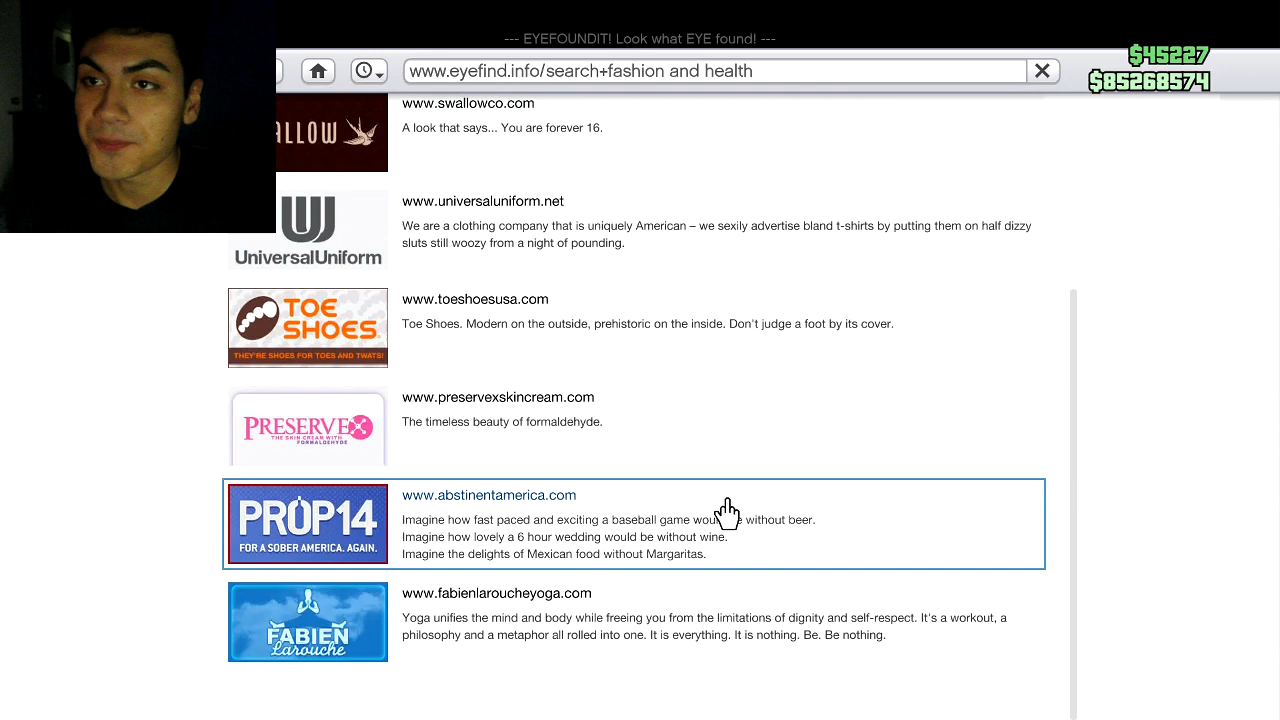 --- EYEFOUNDIT! Look what EYE found! ---
www.eyefind.info/search+fashion and health
$45227
$85268574
ALLOW
www.swallowco.com
A look that says... You are forever 16.
UniversalUniform
www.universaluniform.net
We are a clothing company that is uniquely American – we sexily advertise bland t-shirts by putting them on half dizzy
sluts still woozy from a night of pounding.
TOE
SHOES
THEY'RE SHOES FOR TOES AND TWATS!
www.toeshoesusa.com
Toe Shoes. Modern on the outside, prehistoric on the inside. Don't judge a foot by its cover.
PRESERVEX
THE SKIN CREAM WITH
FORMALDEHYDE
www.preservexskincream.com
The timeless beauty of formaldehyde.
PROP14
FOR A SOBER AMERICA. AGAIN.
www.abstinentamerica.com
Imagine how fast paced and exciting a baseball game without beer.
Imagine how lovely a 6 hour wedding would be without wine.
Imagine the delights of Mexican food without Margaritas.
FABIEN
Larouche
www.fabienlaroucheyoga.com
Yoga unifies the mind and body while freeing you from the limitations of dignity and self-respect. It's a workout, a
philosophy and a metaphor all rolled into one. It is everything. It is nothing. Be. Be nothing.